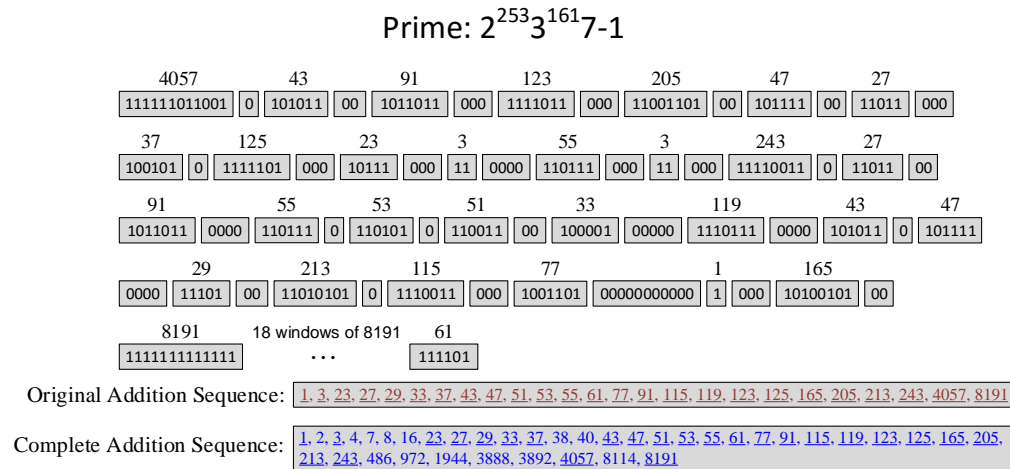 Prime: 2^253 3^161 7-1
4057 43 91 123 205 47 27
111111011001 0 101011 00 1011011 000 1111011 000 11001101 00 101111 00 11011 000
37 125 23 3 55 3 243 27
100101 0 1111101 000 10111 000 11 0000 110111 000 11 000 11110011 0 11011 00
91 55 53 51 33 119 43 47
1011011 0000 110111 0 110101 0 110011 00 100001 00000 1110111 0000 101011 0 101111
29 213 115 77 1 165
0000 11101 00 11010101 0 1110011 000 1001101 00000000000 1 000 10100101 00
8191 18 windows of 8191 61
1111111111111 ... 111101
Original Addition Sequence: 1, 3, 23, 27, 29, 33, 37, 43, 47, 51, 53, 55, 61, 77, 91, 115, 119, 123, 125, 165, 205, 213, 243, 4057, 8191
Complete Addition Sequence: 1, 2, 3, 4, 7, 8, 16, 23, 27, 29, 33, 37, 38, 40, 43, 47, 51, 53, 55, 61, 77, 91, 115, 119, 123, 125, 165, 205,
213, 243, 486, 972, 1944, 3888, 3892, 4057, 8114, 8191